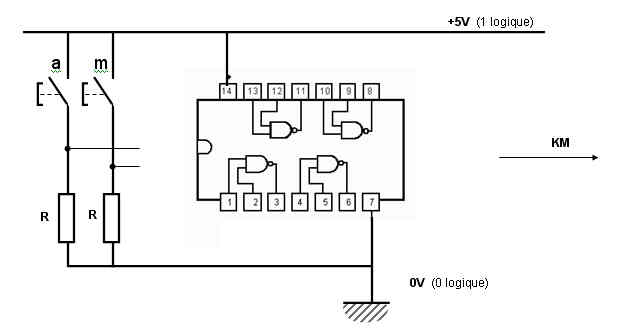 +5V (1 logique)
a m
14 13 12 11 10 9 8
KM
1 2 3 4 5 6 7
R R
0V (0 logique)